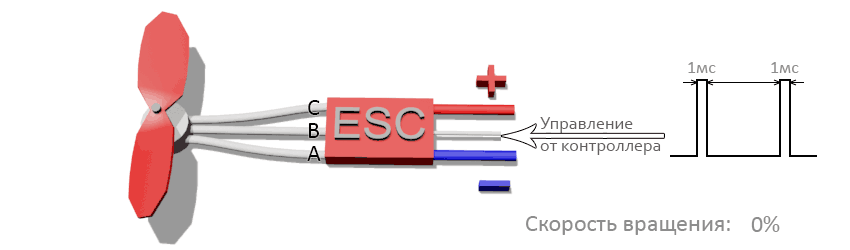 1мс 1мс
C
B
A
ESC
Управление
от контроллера
Скорость вращения: 0%